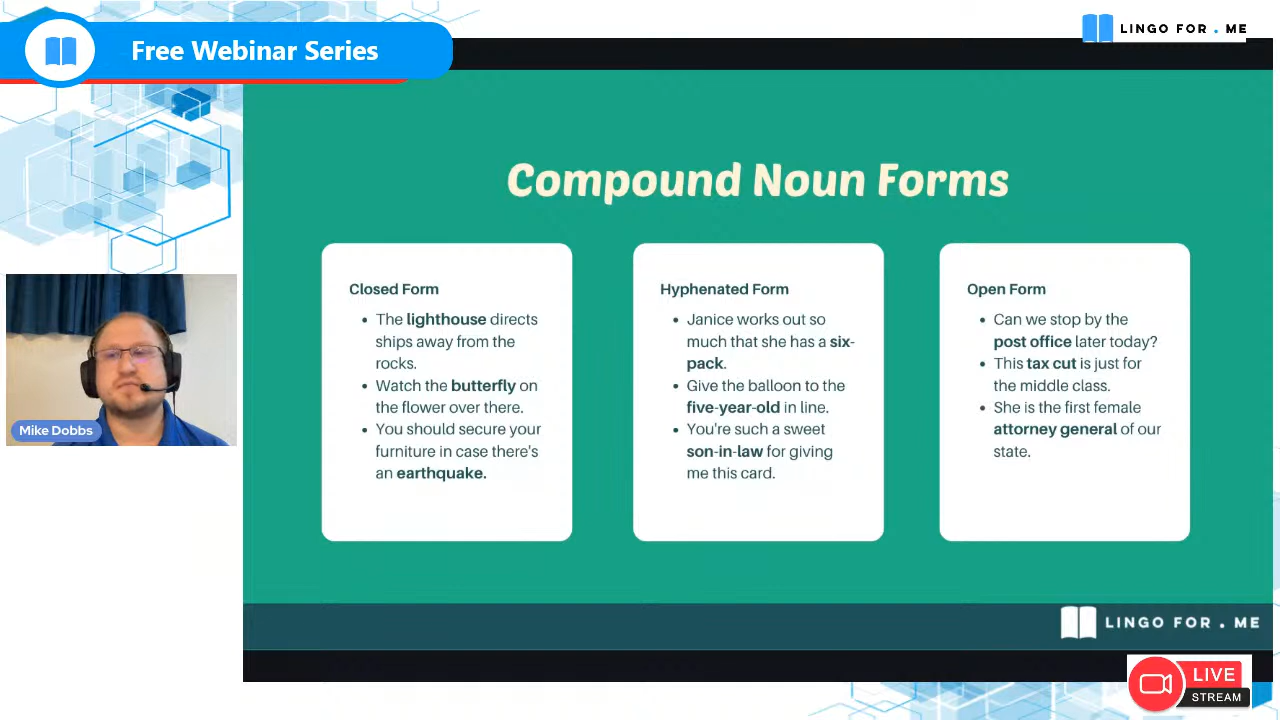 Free Webinar Series
LINGO FOR . ME
Compound Noun Forms
Closed Form
• The lighthouse directs
ships away from the
rocks.
• Watch the butterfly on
the flower over there.
• You should secure your
furniture in case there's
an earthquake.
Hyphenated Form
• Janice works out so
much that she has a six-
pack.
• Give the balloon to the
five-year-old in line.
• You're such a sweet
son-in-law for giving
me this card.
Open Form
• Can we stop by the
post office later today?
• This tax cut is just for
the middle class.
• She is the first female
attorney general of our
state.
Mike Dobbs
LINGO FOR . ME
LIVE
STREAM